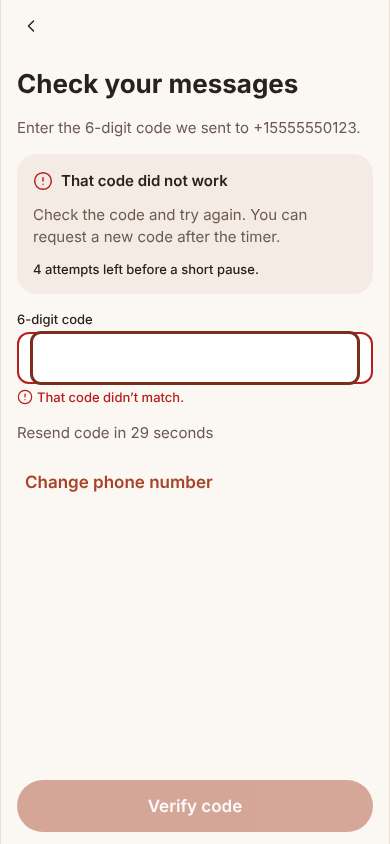 Check your messages
Enter the 6-digit code we sent to +15555550123.
That code did not work
Check the code and try again. You can
request a new code after the timer.
4 attempts left before a short pause.
6-digit code
That code didn’t match.
Resend code in 29 seconds
Change phone number
Verify code